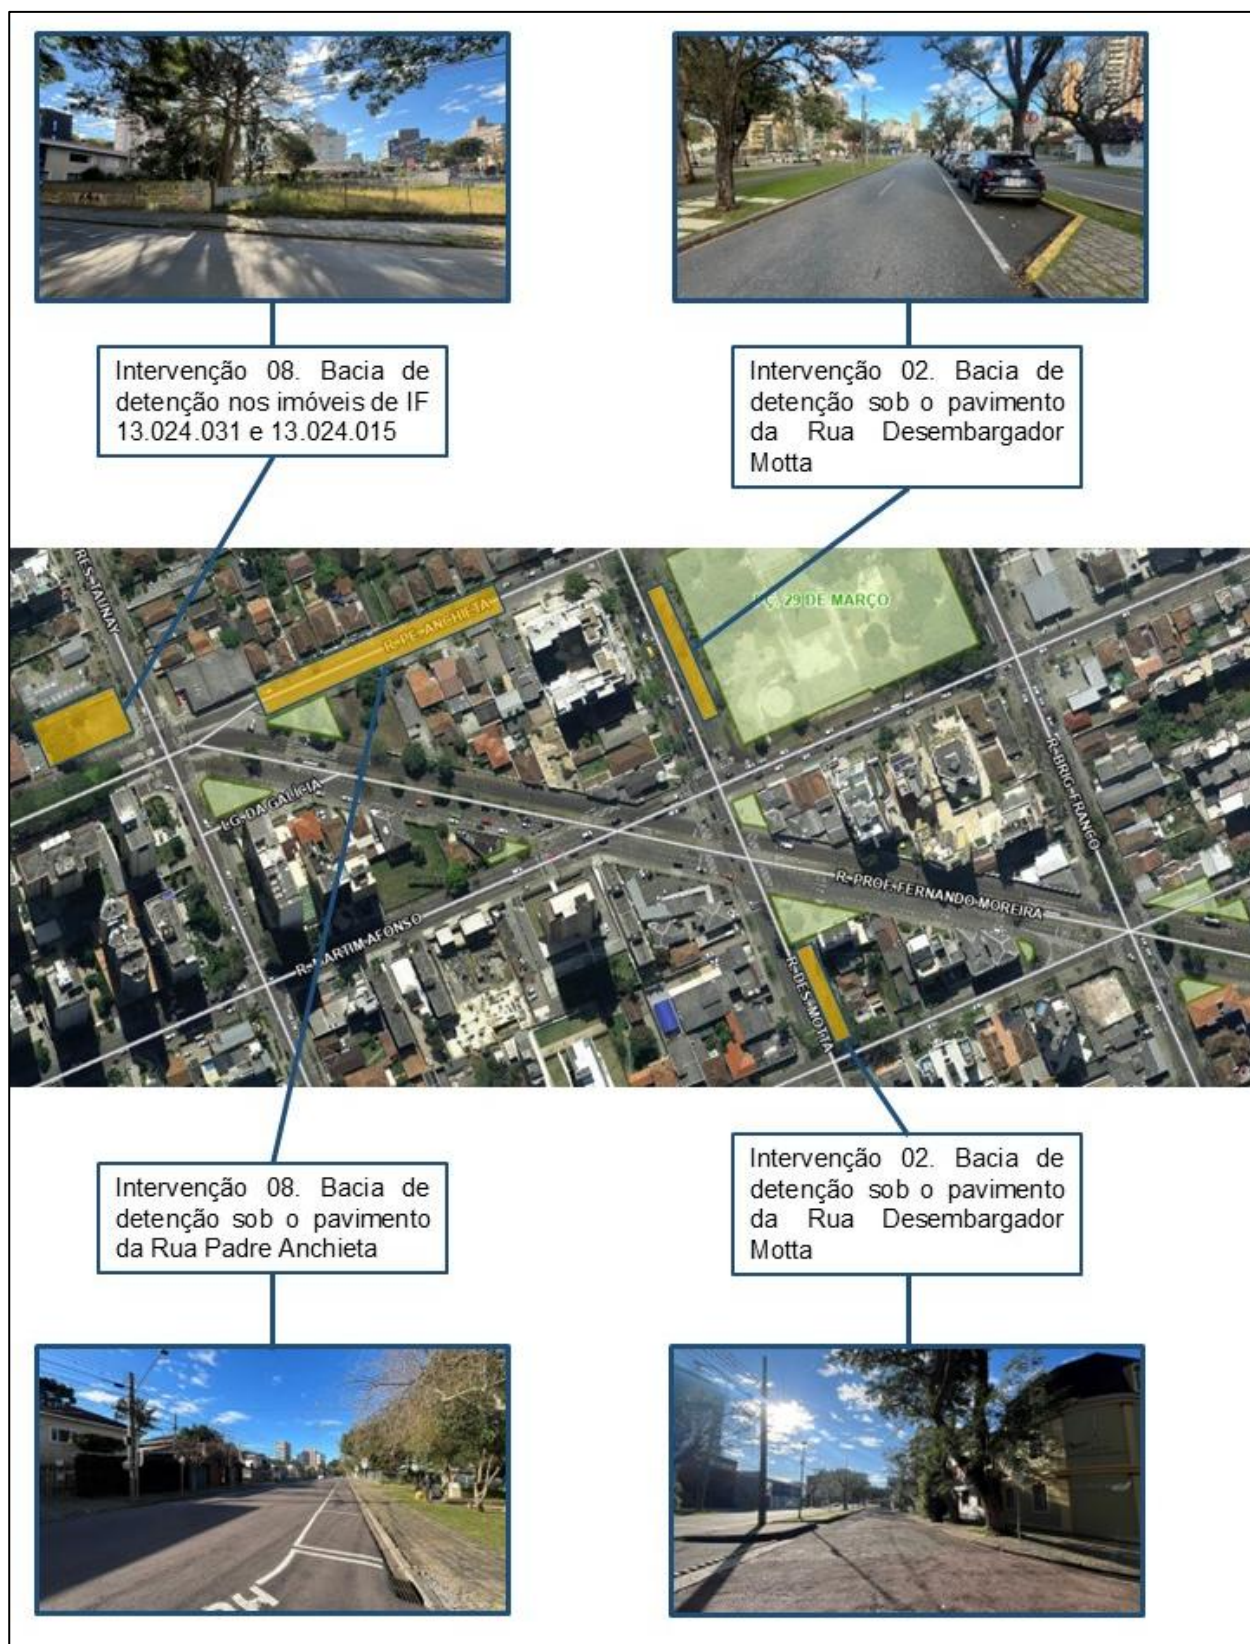 Intervenção 08. Bacia de
detenção nos imóveis de IF
13.024.031 e 13.024.015
Intervenção 02. Bacia de
detenção sob o pavimento
da Rua Desembargador
Motta
RES. TAUNAY
R. PE. ANCHIETA
29 DE MARÇO
R. BRIG. FRANCO
LG. DA GALÍCIA
R. PROF. FERNANDO MOREIRA
R. MARTIM AFONSO
R. DES. MOTTA
Intervenção 08. Bacia de
detenção sob o pavimento
da Rua Padre Anchieta
Intervenção 02. Bacia de
detenção sob o pavimento
da Rua Desembargador
Motta